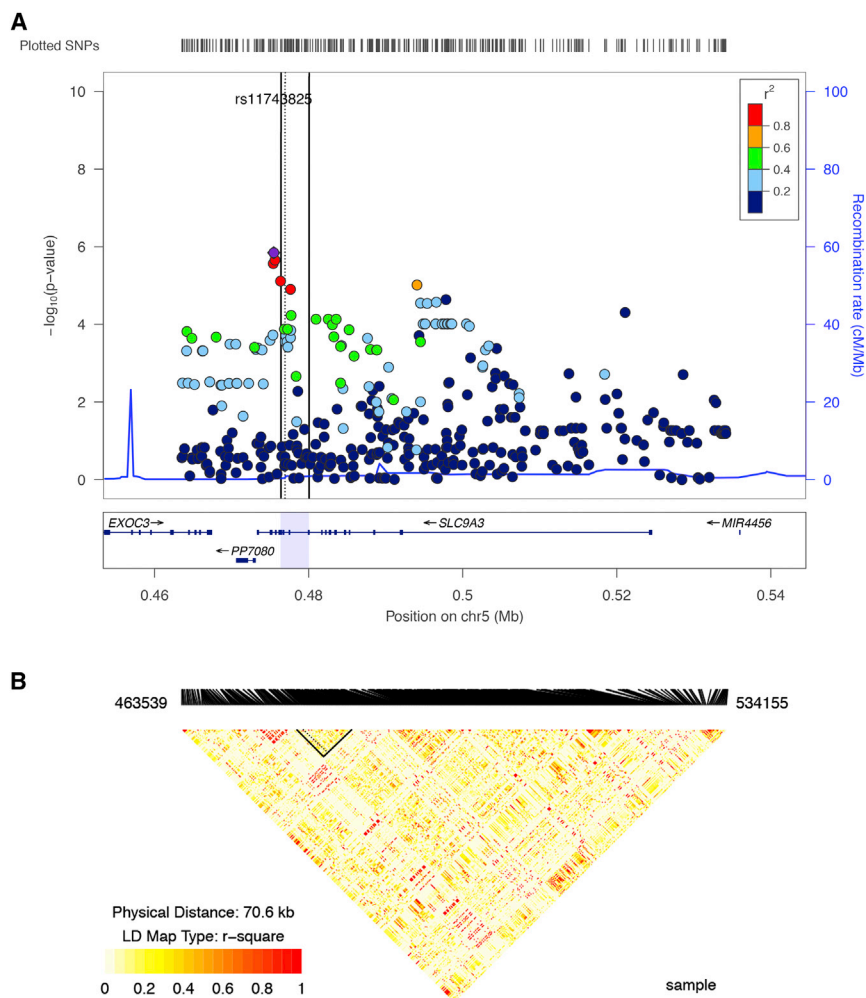 A
Plotted SNPs
rs11743825
10
8
6
4
2
0
−log10(p-value)
r2
0.8
0.6
0.4
0.2
100
80
60
40
20
0
Recombination rate (cM/Mb)
EXOC3→
←PP7080
←SLC9A3
←MIR4456
0.46 0.48 0.5 0.52 0.54
Position on chr5 (Mb)
B
463539 534155
Physical Distance: 70.6 kb
LD Map Type: r-square
0 0.2 0.4 0.6 0.8 1
sample